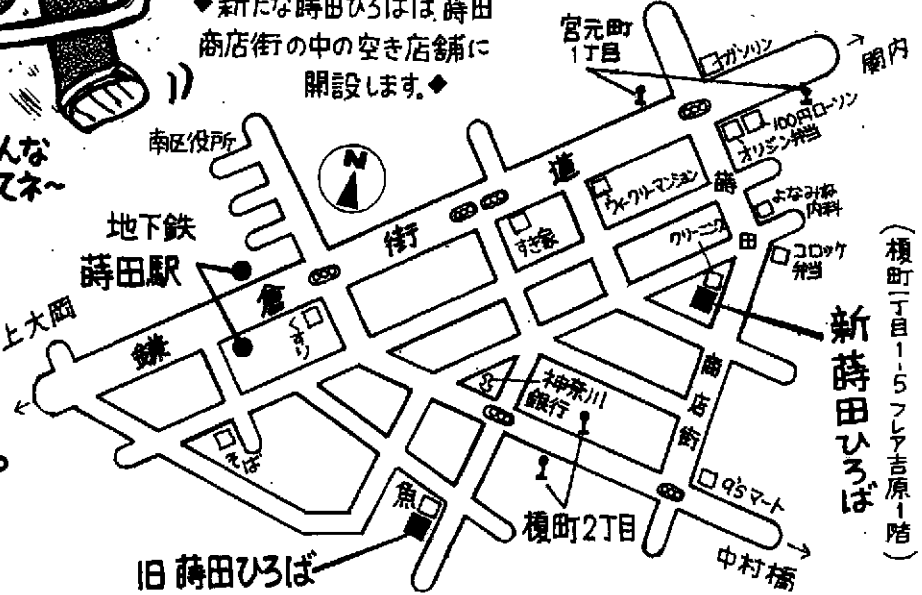 ◆新たな蒔田ひろばは、蒔田
商店街の中の空き店舗に
開設します。◆
んな
てネ~
宮元町
1丁目
ガソリン
関内
100円ローソン
オリジン弁当
南区役所
N
地下鉄
蒔田駅
鎌倉街道
ウィークリーマンション
すき家
よなみね
内科
クリーニング
コロッケ
弁当
蒔田商店街
上大岡
くすり
神奈川
銀行
そば
魚
榎町2丁目
9'sマート
中村橋
旧 蒔田ひろば
新蒔田ひろば
(榎町一丁目1-5 フレア吉原1階)